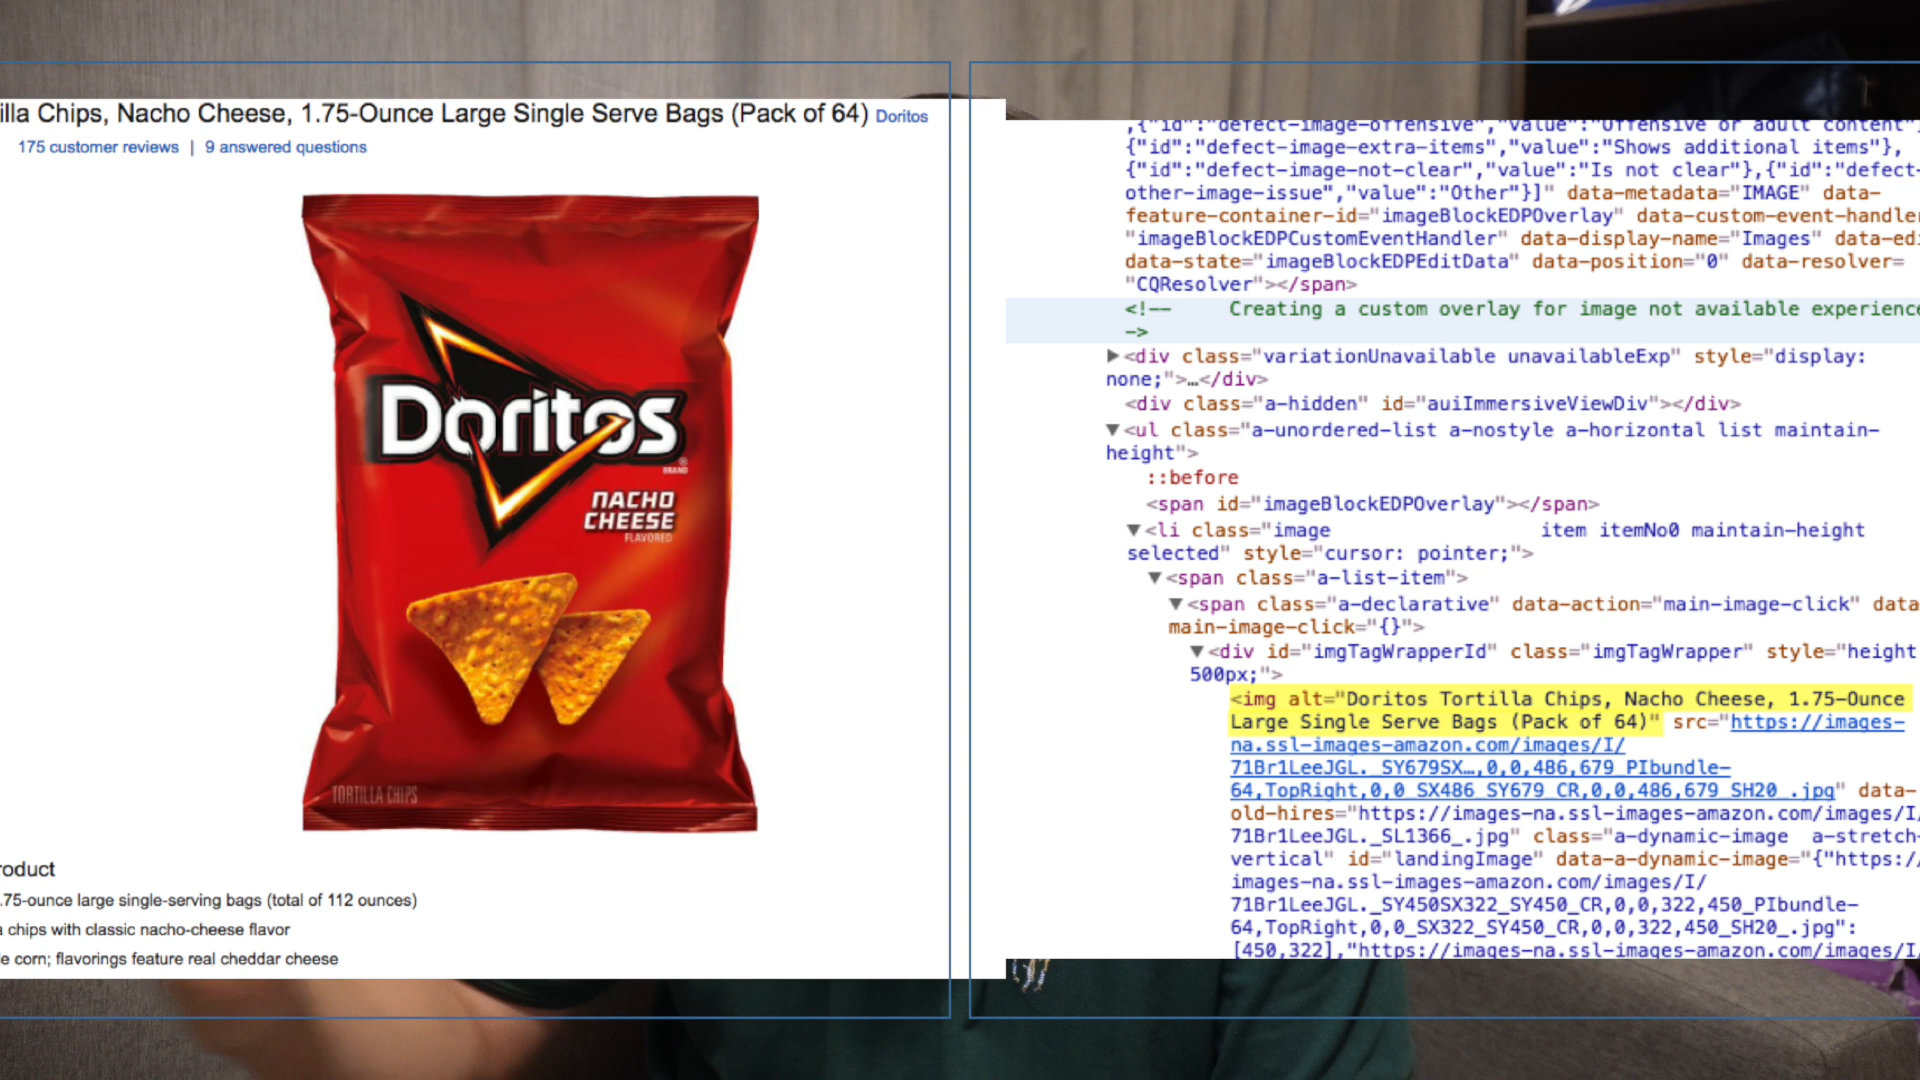 illa Chips, Nacho Cheese, 1.75-Ounce Large Single Serve Bags (Pack of 64) Doritos
175 customer reviews | 9 answered questions
Doritos
BRAND
NACHO
CHEESE
FLAVORED
TORTILLA CHIPS
roduct
.75-ounce large single-serving bags (total of 112 ounces)
a chips with classic nacho-cheese flavor
le corn; flavorings feature real cheddar cheese
,{"id":"defect-image-offensive","value":"Offensive or adult content"
{"id":"defect-image-extra-items","value":"Shows additional items"},
{"id":"defect-image-not-clear","value":"Is not clear"},{"id":"defect-
other-image-issue","value":"Other"}]" data-metadata="IMAGE" data-
feature-container-id="imageBlockEDPOverlay" data-custom-event-handler
"imageBlockEDPCustomEventHandler" data-display-name="Images" data-edi
data-state="imageBlockEDPEditData" data-position="0" data-resolver=
"CQResolver"></span>
<!-- Creating a custom overlay for image not available experience
->
▶<div class="variationUnavailable unavailableExp" style="display:
none;">…</div>
<div class="a-hidden" id="auiImmersiveViewDiv"></div>
▼<ul class="a-unordered-list a-nostyle a-horizontal list maintain-
height">
::before
<span id="imageBlockEDPOverlay"></span>
▼<li class="image item itemNo0 maintain-height
selected" style="cursor: pointer;">
▼<span class="a-list-item">
▼<span class="a-declarative" data-action="main-image-click" data
main-image-click="{}">
▼<div id="imgTagWrapperId" class="imgTagWrapper" style="height
500px;">
<img alt="Doritos Tortilla Chips, Nacho Cheese, 1.75-Ounce
Large Single Serve Bags (Pack of 64)" src="https://images-
na.ssl-images-amazon.com/images/I/
71Br1LeeJGL._SY679SX…,0,0,486,679_PIbundle-
64,TopRight,0,0_SX486_SY679_CR,0,0,486,679_SH20_.jpg" data-
old-hires="https://images-na.ssl-images-amazon.com/images/I/
71Br1LeeJGL._SL1366_.jpg" class="a-dynamic-image a-stretch-
vertical" id="landingImage" data-a-dynamic-image="{"https://
images-na.ssl-images-amazon.com/images/I/
71Br1LeeJGL._SY450SX322_SY450_CR,0,0,322,450_PIbundle-
64,TopRight,0,0_SX322_SY450_CR,0,0,322,450_SH20_.jpg":
[450,322],"https://images-na.ssl-images-amazon.com/images/I/